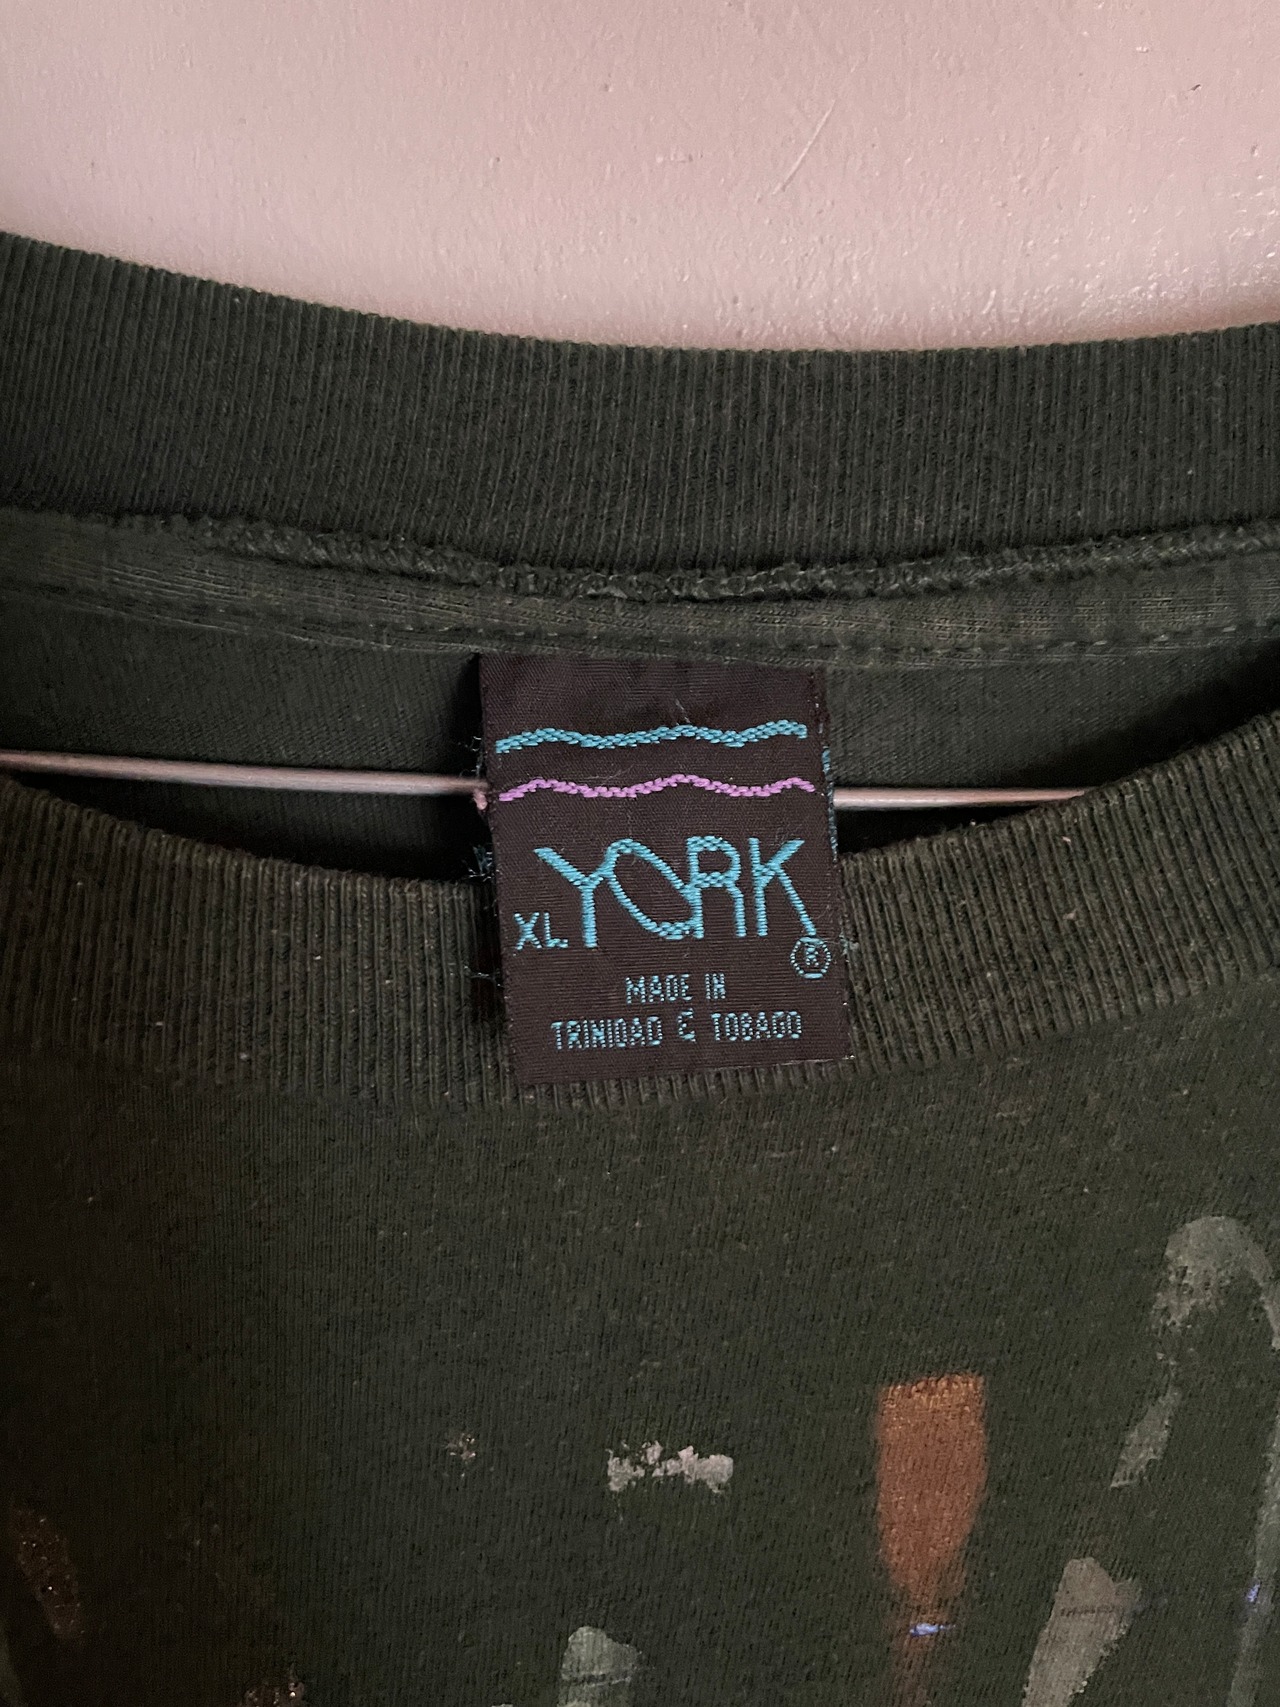 YORK
XL
®
MADE IN
TRINIDAD & TOBAGO